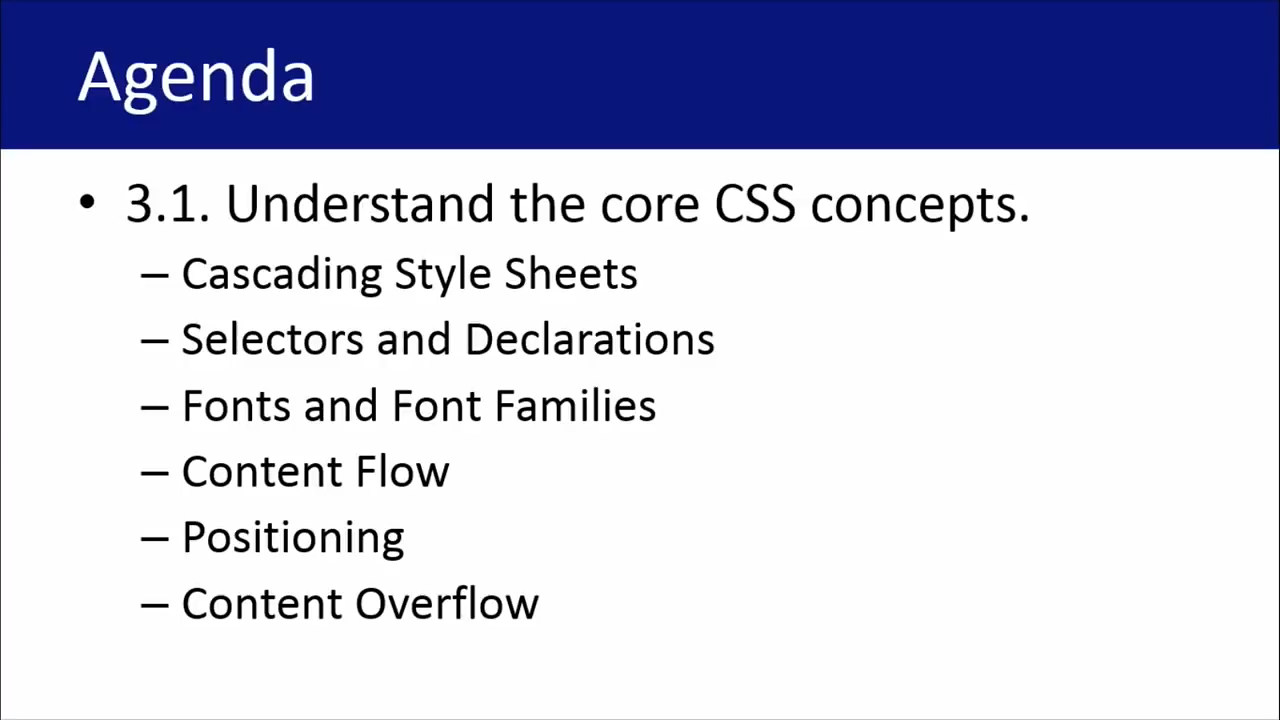 Agenda
• 3.1. Understand the core CSS concepts.
– Cascading Style Sheets
– Selectors and Declarations
– Fonts and Font Families
– Content Flow
– Positioning
– Content Overflow